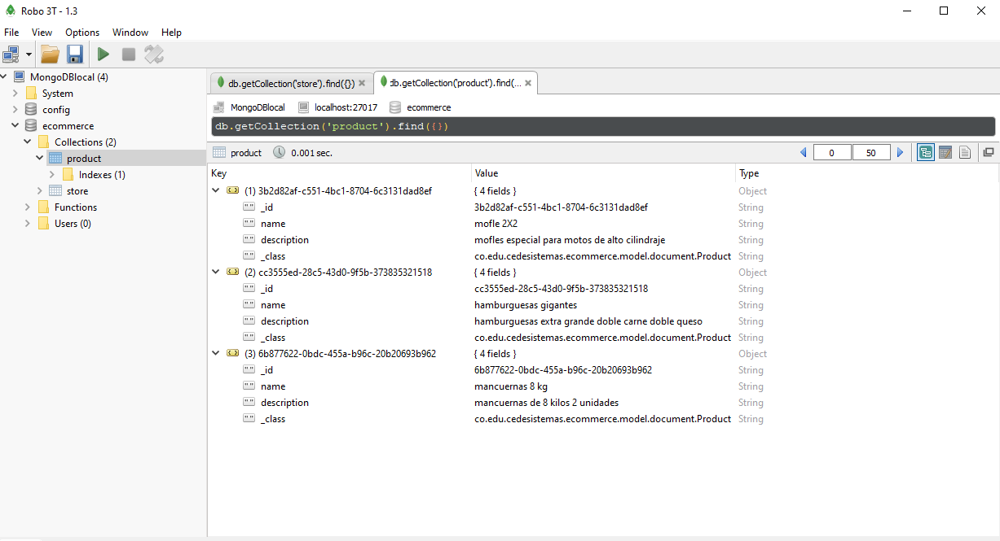 Robo 3T - 1.3
File View Options Window Help
MongoDBlocal (4)
System
config
ecommerce
Collections (2)
product
Indexes (1)
store
Functions
Users (0)
db.getCollection('store').find({}) db.getCollection('product').find(...
MongoDBlocal localhost:27017 ecommerce
db.getCollection('product').find({})
product 0.001 sec. 0 50
Key Value Type
(1) 3b2d82af-c551-4bc1-8704-6c3131dad8ef { 4 fields } Object
_id 3b2d82af-c551-4bc1-8704-6c3131dad8ef String
name mofle 2X2 String
description mofles especial para motos de alto cilindraje String
_class co.edu.cedesistemas.ecommerce.model.document.Product String
(2) cc3555ed-28c5-43d0-9f5b-373835321518 { 4 fields } Object
_id cc3555ed-28c5-43d0-9f5b-373835321518 String
name hamburguesas gigantes String
description hamburguesas extra grande doble carne doble queso String
_class co.edu.cedesistemas.ecommerce.model.document.Product String
(3) 6b877622-0bdc-455a-b96c-20b20693b962 { 4 fields } Object
_id 6b877622-0bdc-455a-b96c-20b20693b962 String
name mancuernas 8 kg String
description mancuernas de 8 kilos 2 unidades String
_class co.edu.cedesistemas.ecommerce.model.document.Product String